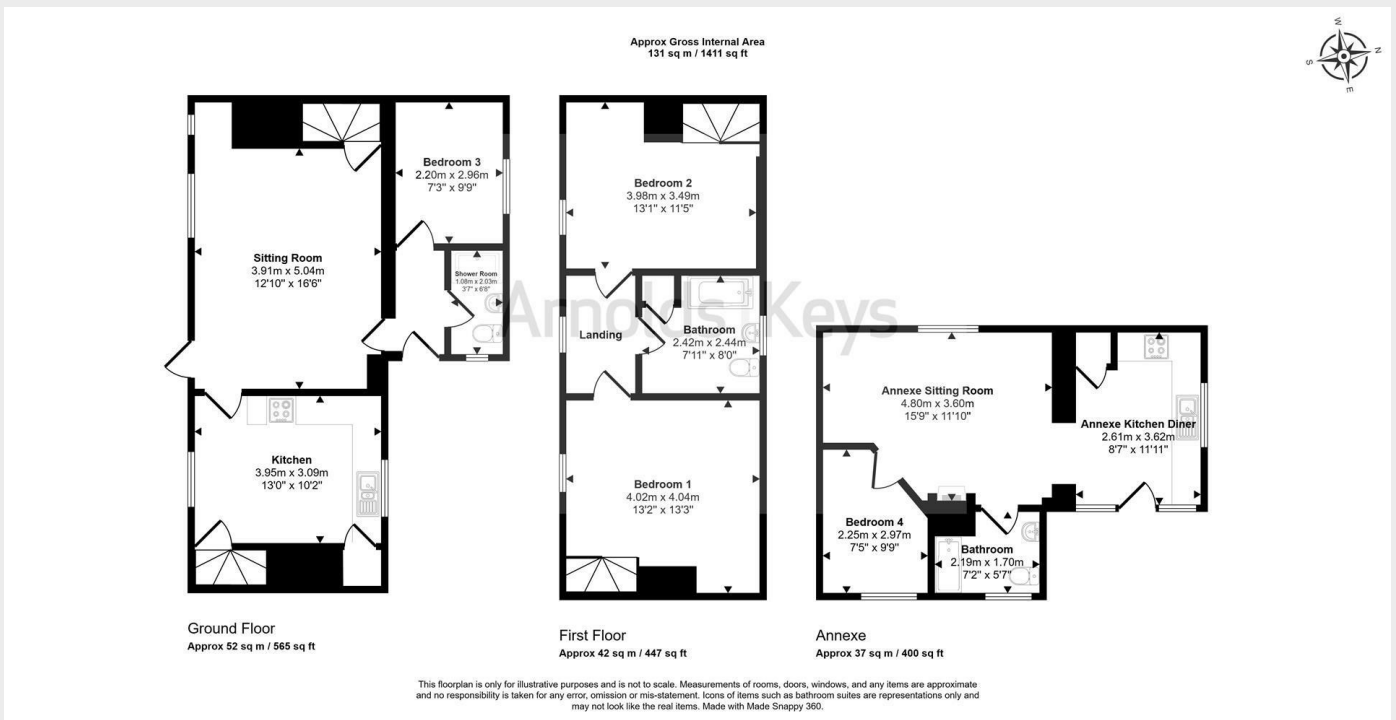 Approx Gross Internal Area
131 sq m / 1411 sq ft
W
N
S
E
Bedroom 3
2.20m x 2.96m
7'3" x 9'9"
Sitting Room
3.91m x 5.04m
12'10" x 16'6"
Shower Room
1.08m x 2.03m
3'7" x 6'8"
Kitchen
3.95m x 3.09m
13'0" x 10'2"
Ground Floor
Approx 52 sq m / 565 sq ft
Bedroom 2
3.98m x 3.49m
13'1" x 11'5"
Landing
Bathroom
2.42m x 2.44m
7'11" x 8'0"
Bedroom 1
4.02m x 4.04m
13'2" x 13'3"
First Floor
Approx 42 sq m / 447 sq ft
Arnolds Keys
Annexe Sitting Room
4.80m x 3.60m
15'9" x 11'10"
Annexe Kitchen Diner
2.61m x 3.62m
8'7" x 11'11"
Bedroom 4
2.25m x 2.97m
7'5" x 9'9"
Bathroom
2.19m x 1.70m
7'2" x 5'7"
Annexe
Approx 37 sq m / 400 sq ft
This floorplan is only for illustrative purposes and is not to scale. Measurements of rooms, doors, windows, and any items are approximate
and no responsibility is taken for any error, omission or mis-statement. Icons of items such as bathroom suites are representations only and
may not look like the real items. Made with Made Snappy 360.